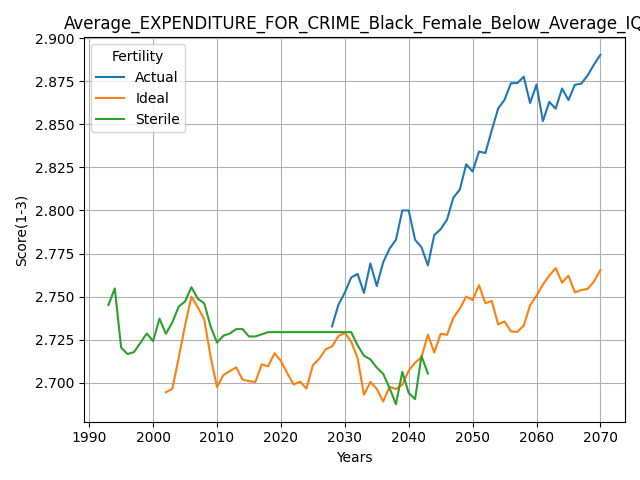 Average_EXPENDITURE_FOR_CRIME_Black_Female_Below_Average_IQ
2.900
2.875
2.850
2.825
2.800
2.775
2.750
2.725
2.700
Score(1-3)
Fertility
Actual
Ideal
Sterile
1990 2000 2010 2020 2030 2040 2050 2060 2070
Years